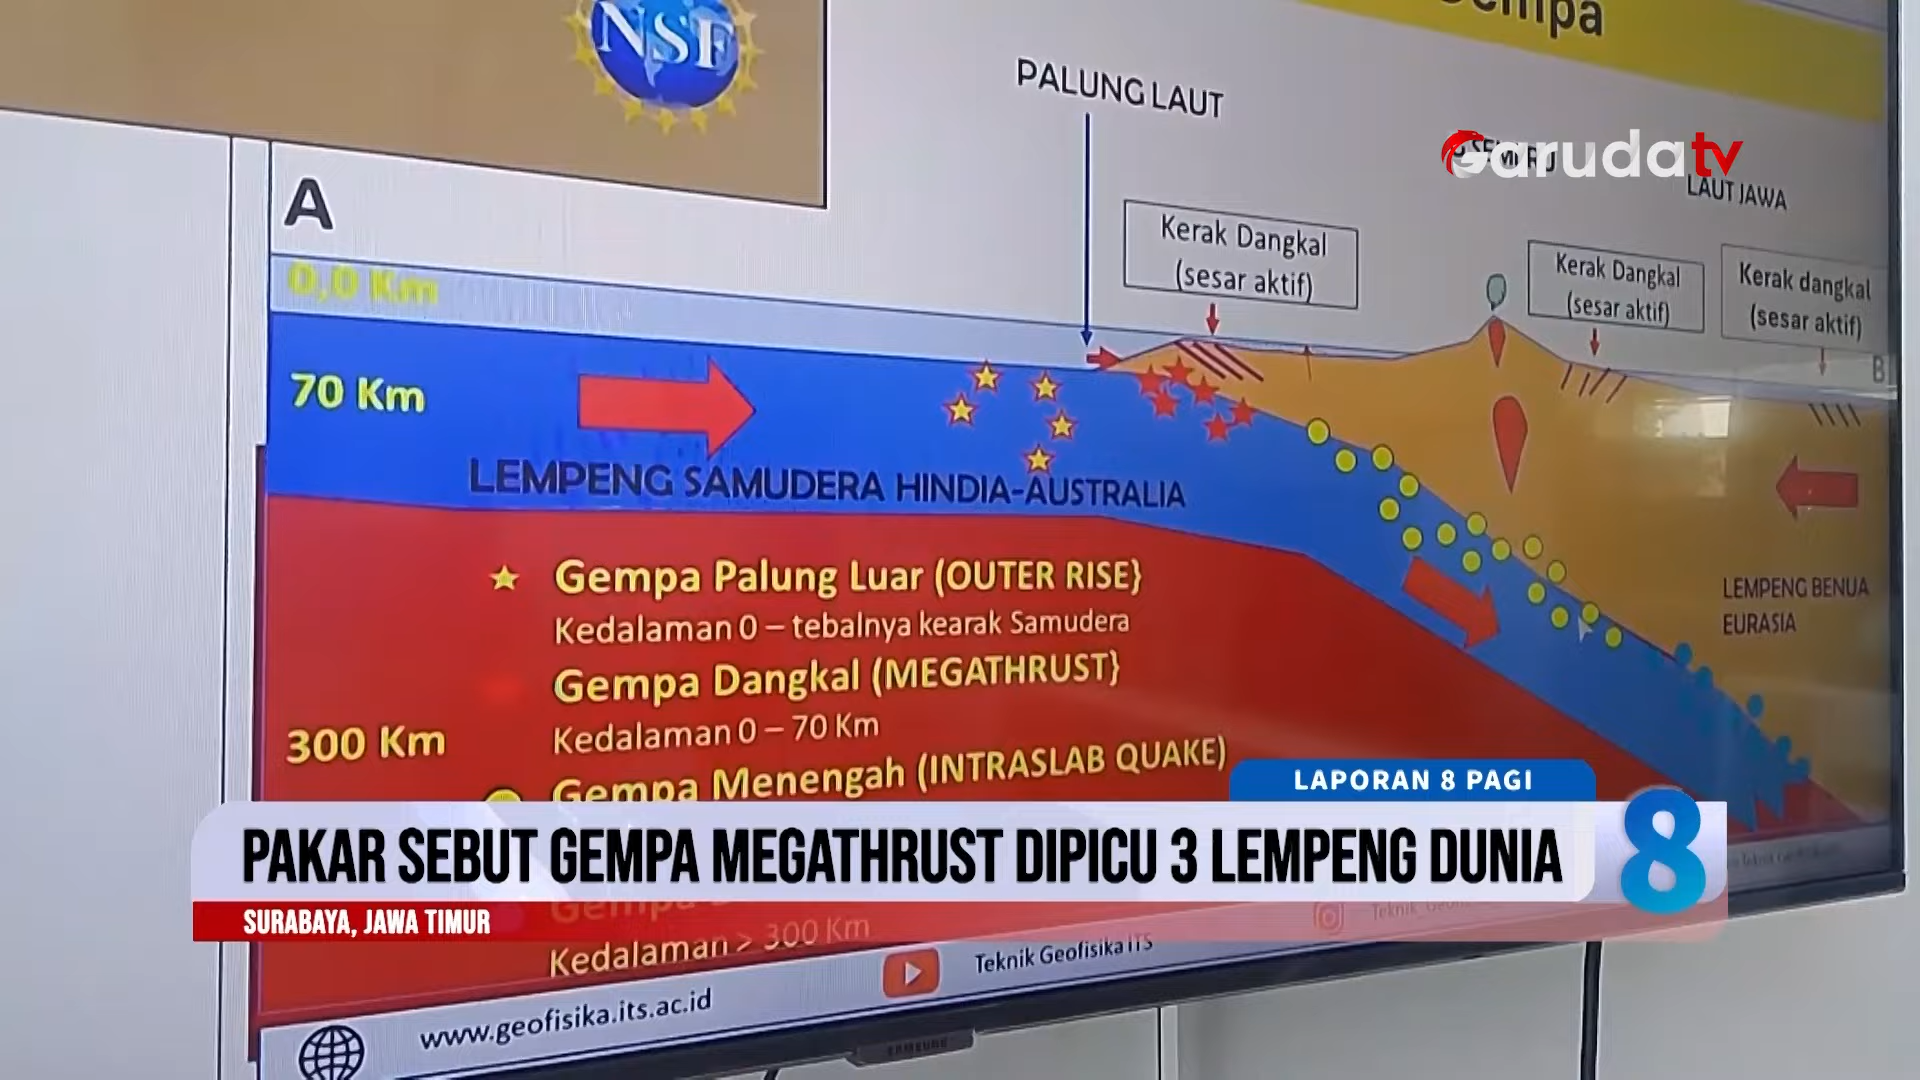 NSF
PALUNG LAUT
Garuda tv
LAUT JAWA
A
Kerak Dangkal
(sesar aktif)
Kerak Dangkal
(sesar aktif)
Kerak dangkal
(sesar aktif)
0,0 Km
B
70 Km
LEMPENG SAMUDERA HINDIA-AUSTRALIA
Gempa Palung Luar (OUTER RISE}
Kedalaman 0 – tebalnya kearak Samudera
LEMPENG BENUA
EURASIA
Gempa Dangkal (MEGATHRUST}
Kedalaman 0 – 70 Km
300 Km
Gempa Menengah (INTRASLAB QUAKE)
LAPORAN 8 PAGI
PAKAR SEBUT GEMPA MEGATHRUST DIPICU 3 LEMPENG DUNIA
8
SURABAYA, JAWA TIMUR
Gempa
Kedalaman > 300 Km
Teknik Geofisika ITS
www.geofisika.its.ac.id
SAMSUNG